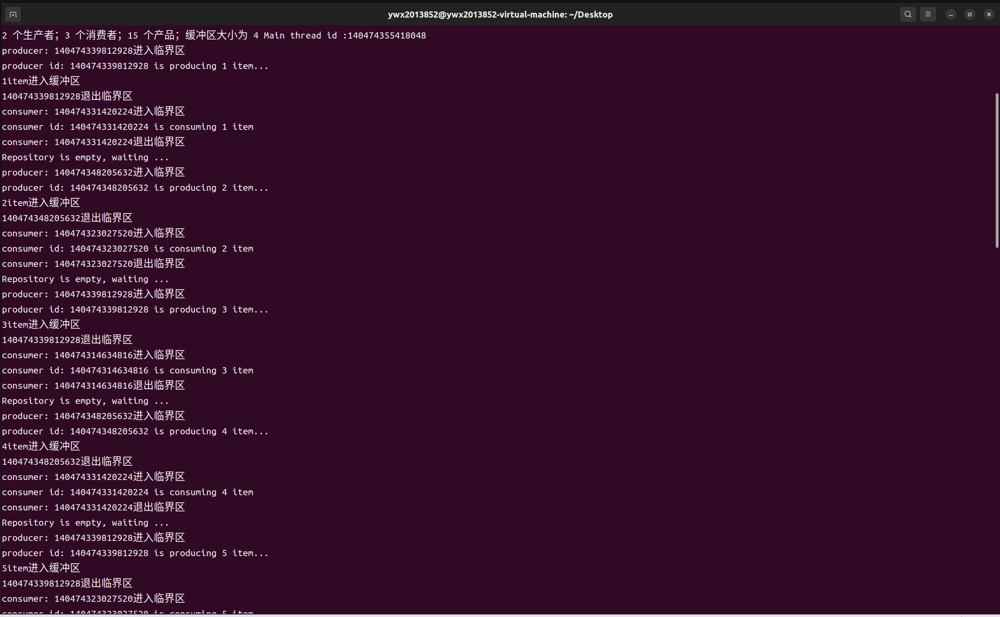 ywx2013852@ywx2013852-virtual-machine: ~/Desktop
2 个生产者；3 个消费者；15 个产品；缓冲区大小为 4 Main thread id :140474355418048
producer: 140474339812928进入临界区
producer id: 140474339812928 is producing 1 item...
1item进入缓冲区
140474339812928退出临界区
consumer: 140474331420224进入临界区
consumer id: 140474331420224 is consuming 1 item
consumer: 140474331420224退出临界区
Repository is empty, waiting ...
producer: 140474348205632进入临界区
producer id: 140474348205632 is producing 2 item...
2item进入缓冲区
140474348205632退出临界区
consumer: 140474323027520进入临界区
consumer id: 140474323027520 is consuming 2 item
consumer: 140474323027520退出临界区
Repository is empty, waiting ...
producer: 140474339812928进入临界区
producer id: 140474339812928 is producing 3 item...
3item进入缓冲区
140474339812928退出临界区
consumer: 140474314634816进入临界区
consumer id: 140474314634816 is consuming 3 item
consumer: 140474314634816退出临界区
Repository is empty, waiting ...
producer: 140474348205632进入临界区
producer id: 140474348205632 is producing 4 item...
4item进入缓冲区
140474348205632退出临界区
consumer: 140474331420224进入临界区
consumer id: 140474331420224 is consuming 4 item
consumer: 140474331420224退出临界区
Repository is empty, waiting ...
producer: 140474339812928进入临界区
producer id: 140474339812928 is producing 5 item...
5item进入缓冲区
140474339812928退出临界区
consumer: 140474323027520进入临界区
consumer id: 140474323027520 is consuming 5 item